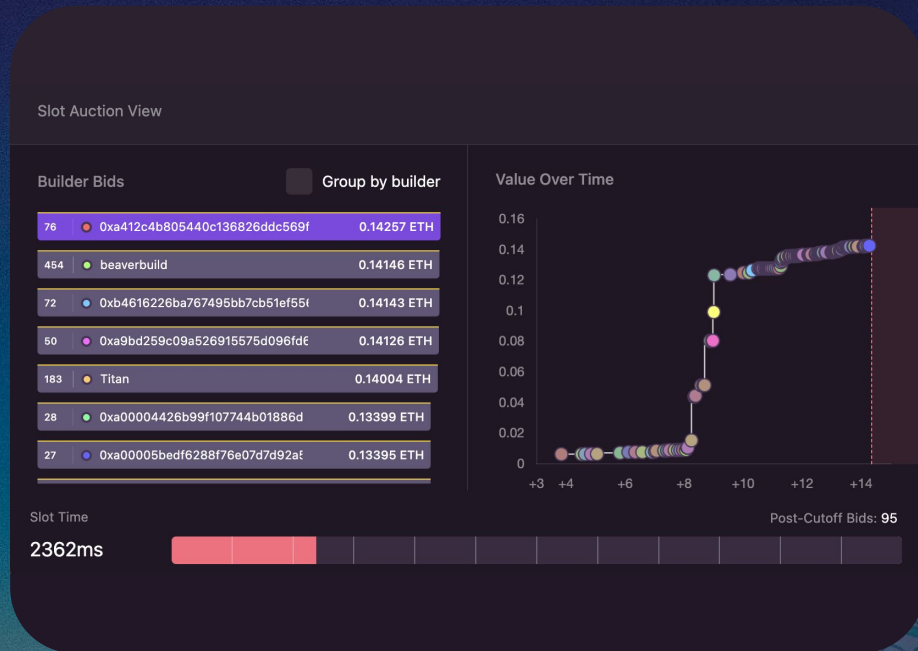 Slot Auction View
Builder Bids
Group by builder
76 0xa412c4b805440c136826ddc569f 0.14257 ETH
454 beaverbuild 0.14146 ETH
72 0xb4616226ba767495bb7cb51ef556 0.14143 ETH
50 0xa9bd259c09a526915575d096fd6 0.14126 ETH
183 Titan 0.14004 ETH
28 0xa00004426b99f107744b01886d 0.13399 ETH
27 0xa00005bedf6288f76e07d7d92a5 0.13395 ETH
Value Over Time
0.16
0.14
0.12
0.1
0.08
0.06
0.04
0.02
0
+3 +4 +6 +8 +10 +12 +14
Slot Time
2362ms
Post-Cutoff Bids: 95